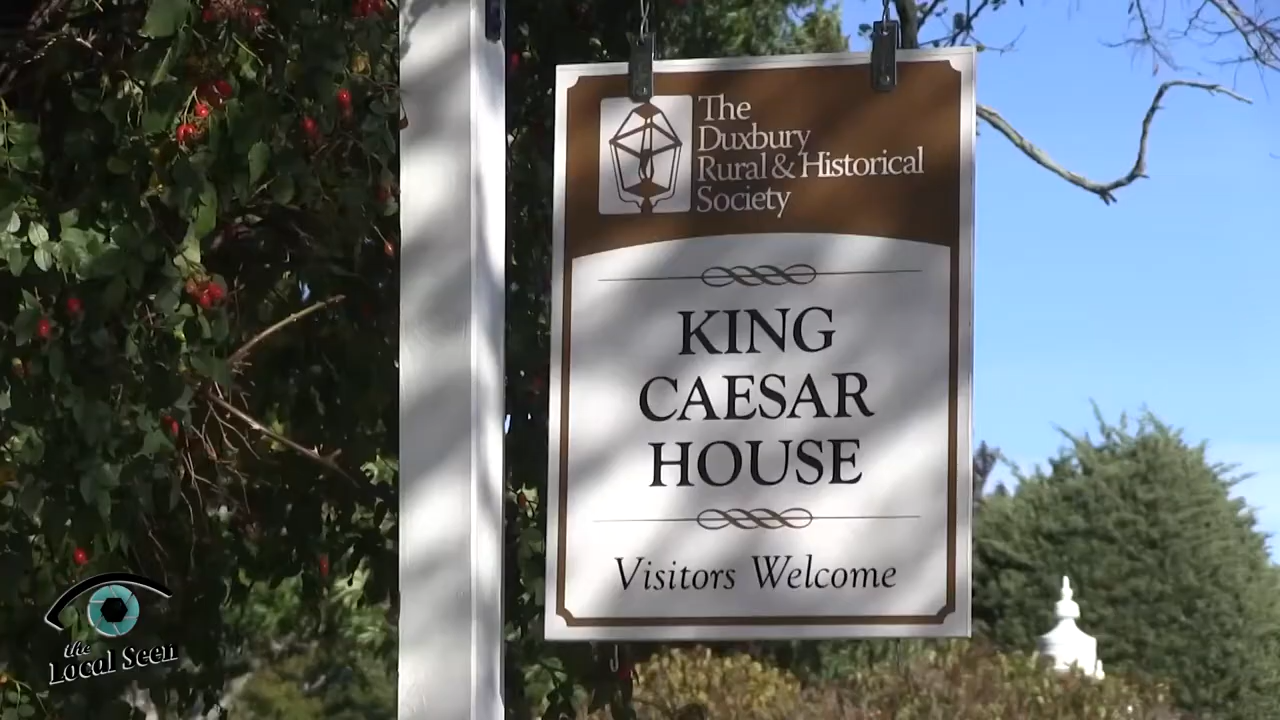 The
Duxbury
Rural & Historical
Society
KING
CAESAR
HOUSE
Visitors Welcome
the
Local Seen